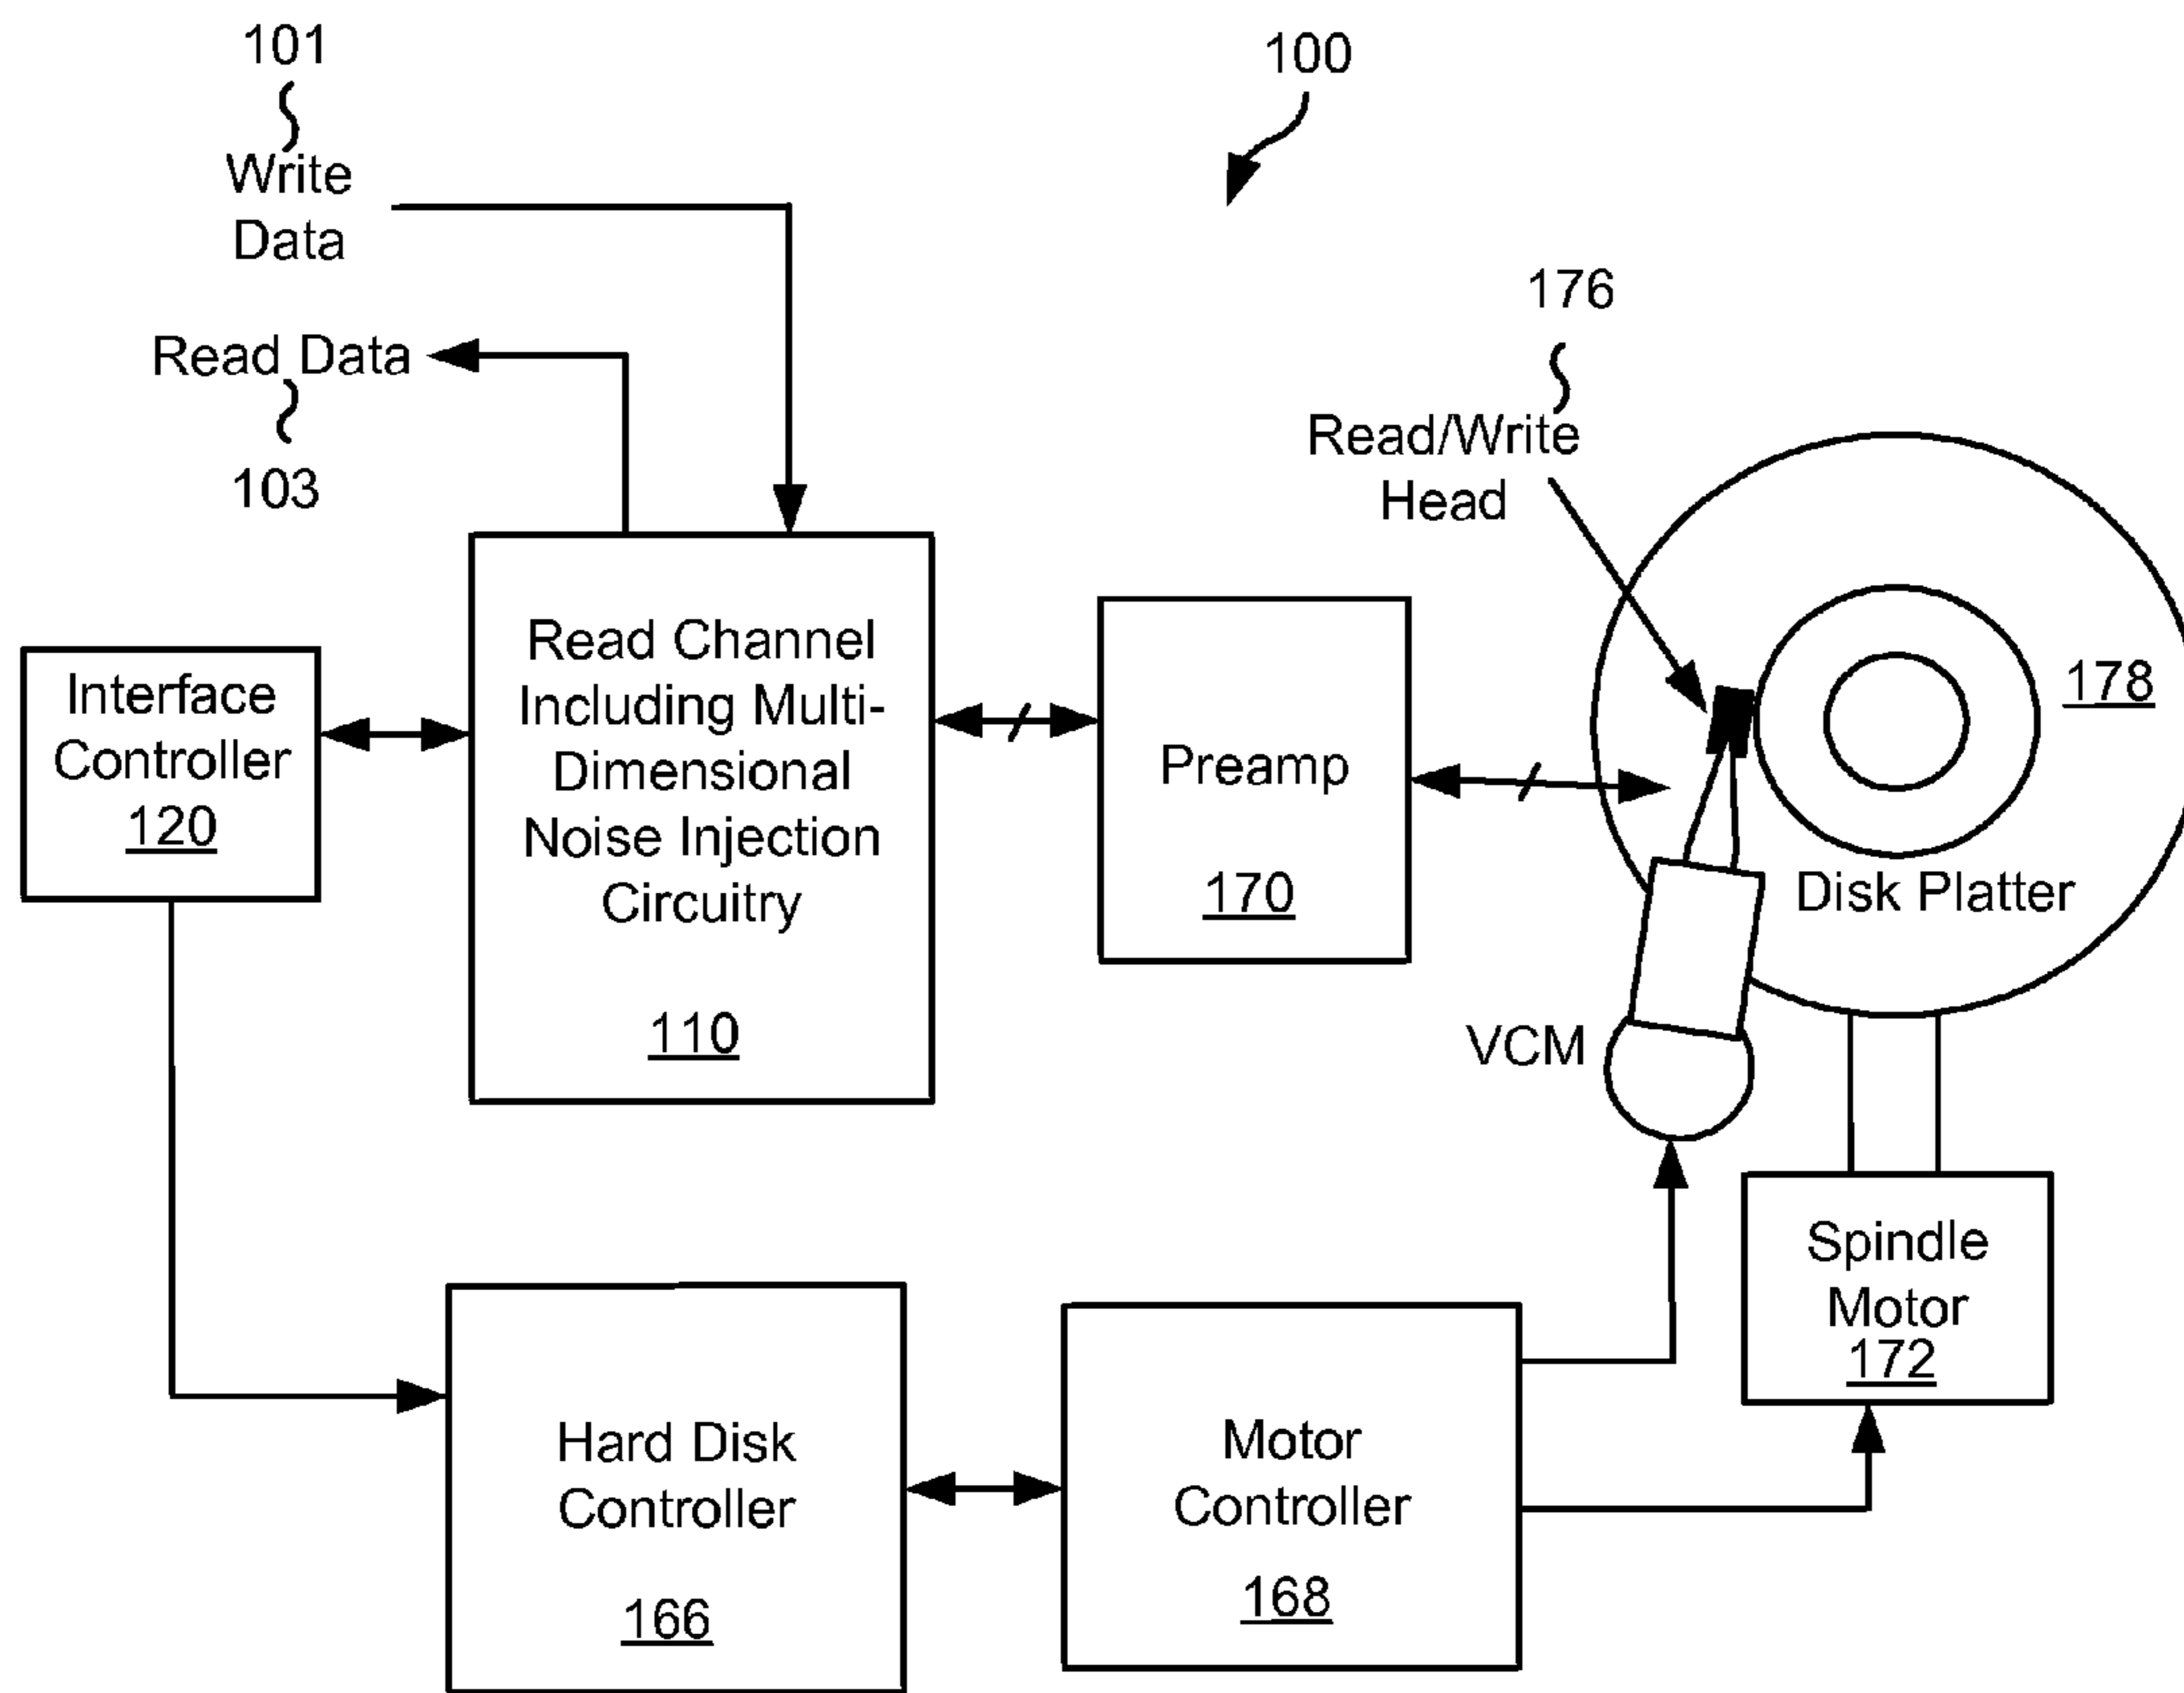 101
Write
Data
100
Read Data
103
176
Read/Write
Head
Interface
Controller
120
Read Channel
Including Multi-
Dimensional
Noise Injection
Circuitry
110
Preamp
170
178
Disk Platter
VCM
Spindle
Motor
172
Hard Disk
Controller
166
Motor
Controller
168